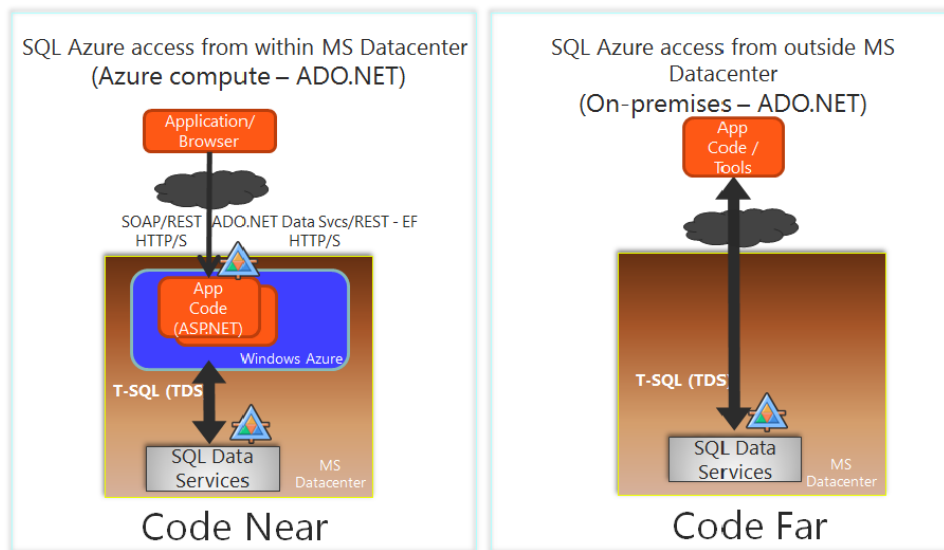 SQL Azure access from within MS Datacenter
(Azure compute – ADO.NET)
Application/
Browser
SOAP/REST
HTTP/S
ADO.NET Data Svcs/REST - EF
HTTP/S
App
Code
(ASP.NET)
Windows Azure
T-SQL (TDS
SQL Data
Services
MS
Datacenter
Code Near
SQL Azure access from outside MS
Datacenter
(On-premises – ADO.NET)
App
Code /
Tools
T-SQL (TDS)
SQL Data
Services
MS
Datacenter
Code Far